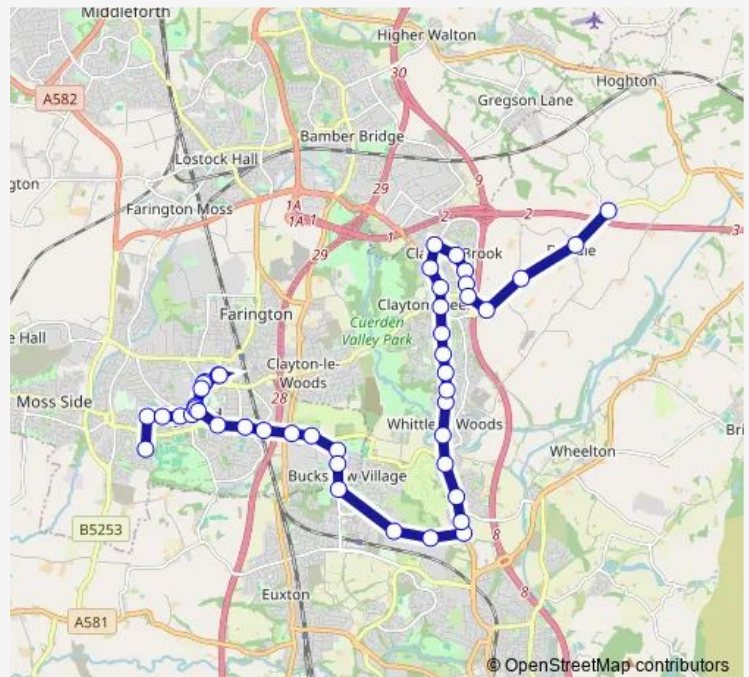 Middleforth
Higher Walton
30
Hoghton
A582
Gregson Lane
Bamber Bridge
Lostock Hall
9
gton
29
1A
Farington Moss
1A
1
2
2
1
3
29
Brook
Clayton
Farington
e Hall
Cuerden
Valley Park
Clayton-le-
Woods
Moss Side
28
Whittle
Woods
Bri
Wheelton
Village
B5253
8
8
Euxton
A581
© OpenStreetMap contributors